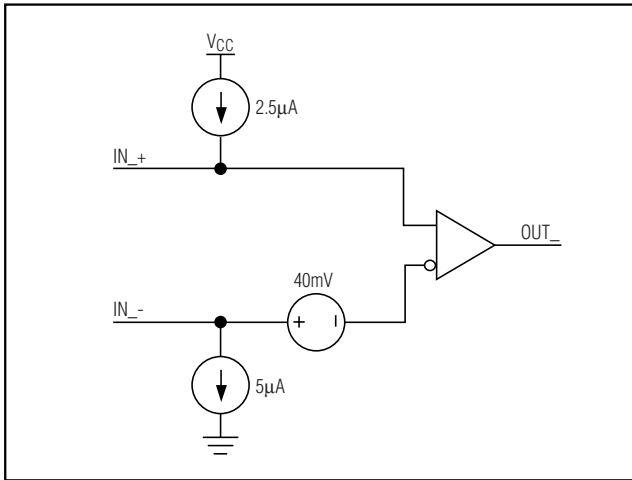 VCC
2.5μA
IN_+
OUT_
40mV
IN_-
+
–
5μA